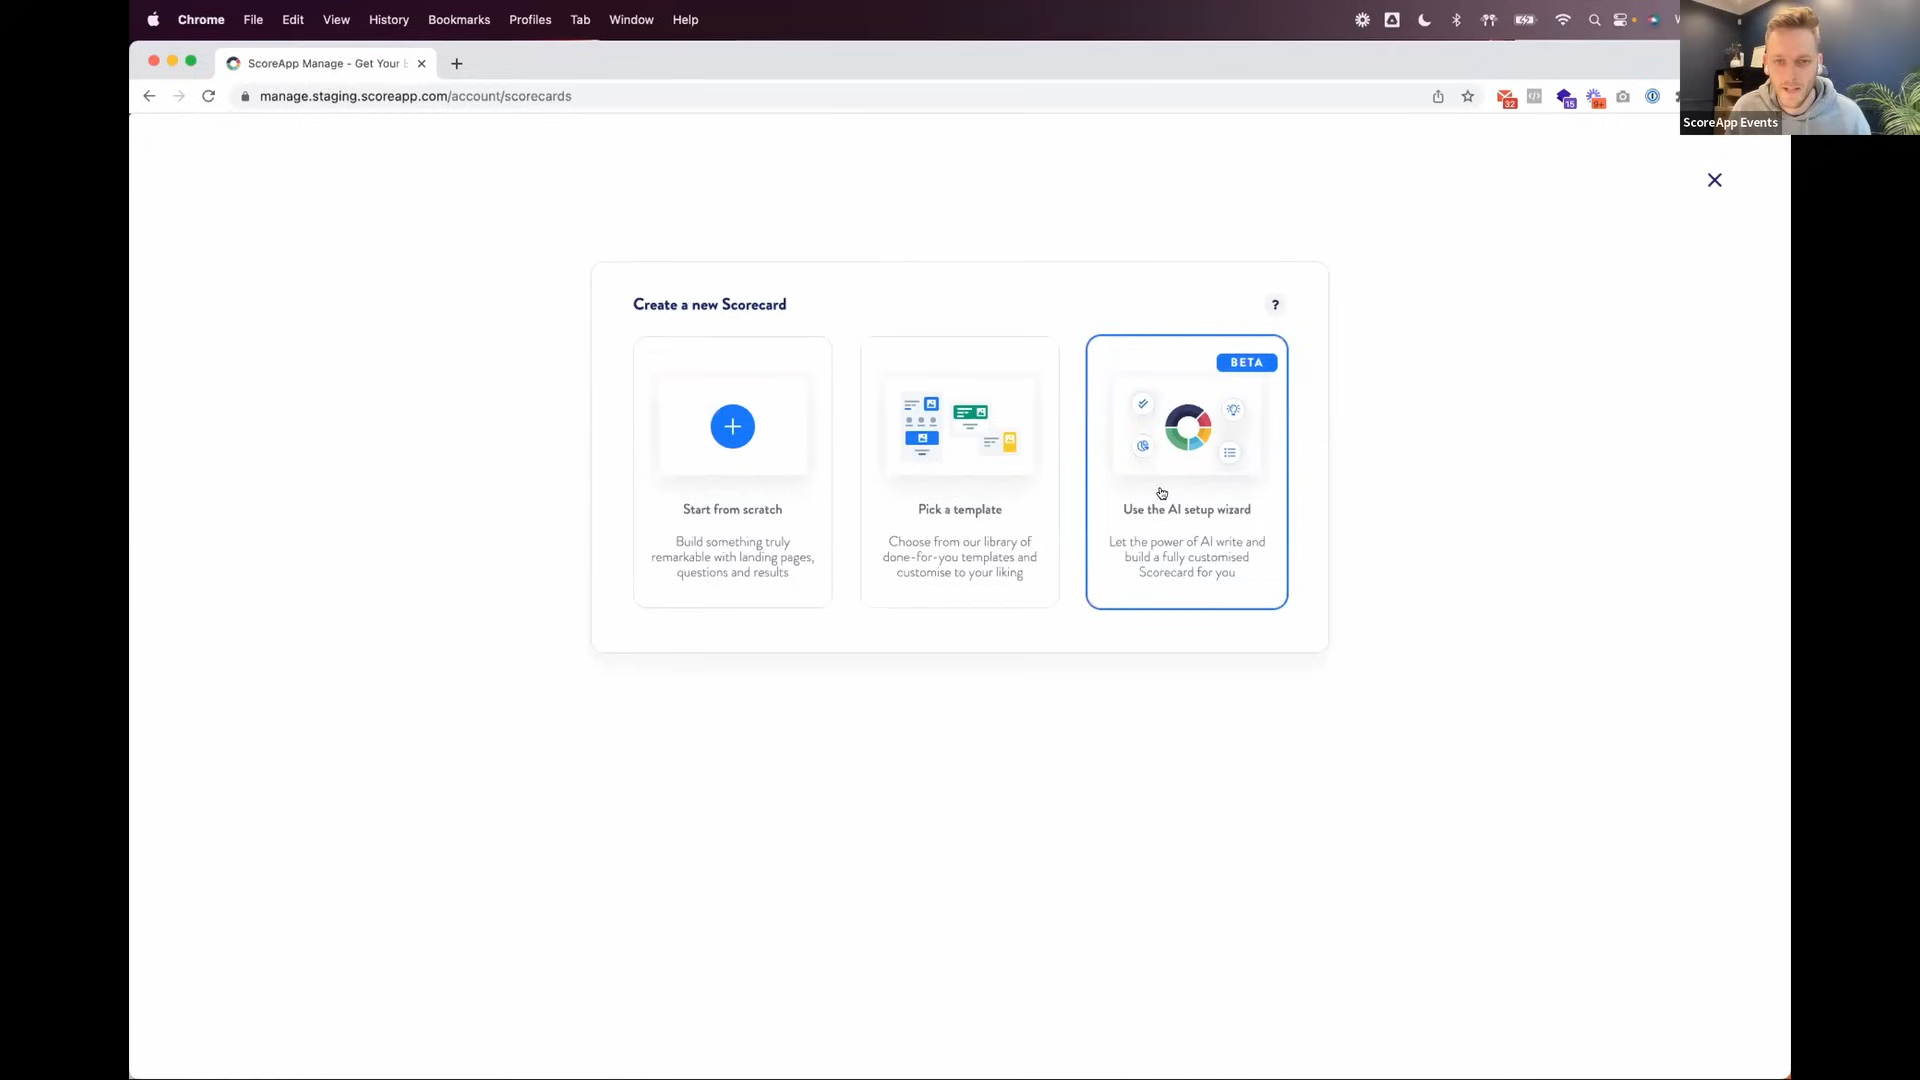 Chrome File Edit View History Bookmarks Profiles Tab Window Help
ScoreApp Manage - Get Your
manage.staging.scoreapp.com/account/scorecards
32
15
9+
ScoreApp Events
Create a new Scorecard
?
BETA
Start from scratch
Build something truly
remarkable with landing pages,
questions and results
Pick a template
Choose from our library of
done-for-you templates and
customise to your liking
Use the AI setup wizard
Let the power of AI write and
build a fully customised
Scorecard for you